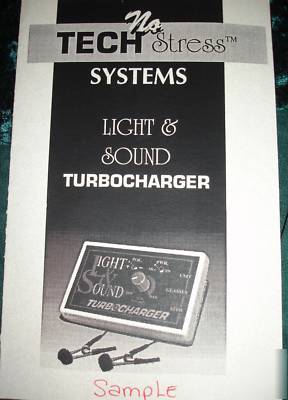 No
TECH Stress™
SYSTEMS
LIGHT &
SOUND
TURBOCHARGER
LIGHT
&
SOUND
TURBOCHARGER
Sample